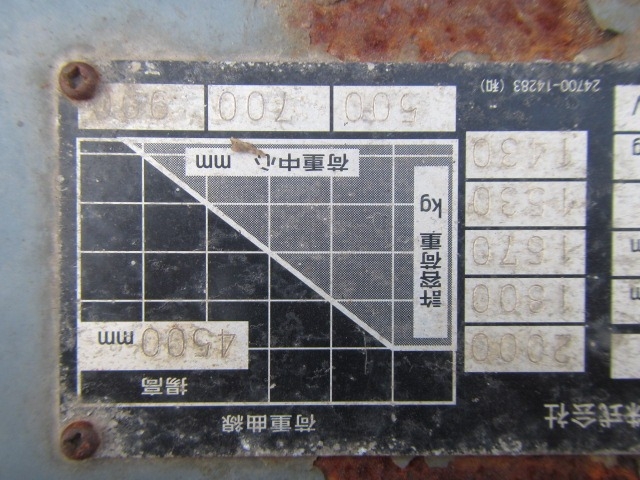 株式会社
荷重曲線
揚高
4500 mm
2000
1800
1670
1530
1430
許容荷重 kg
荷重中心 mm
500 700
24700-14283 (和)